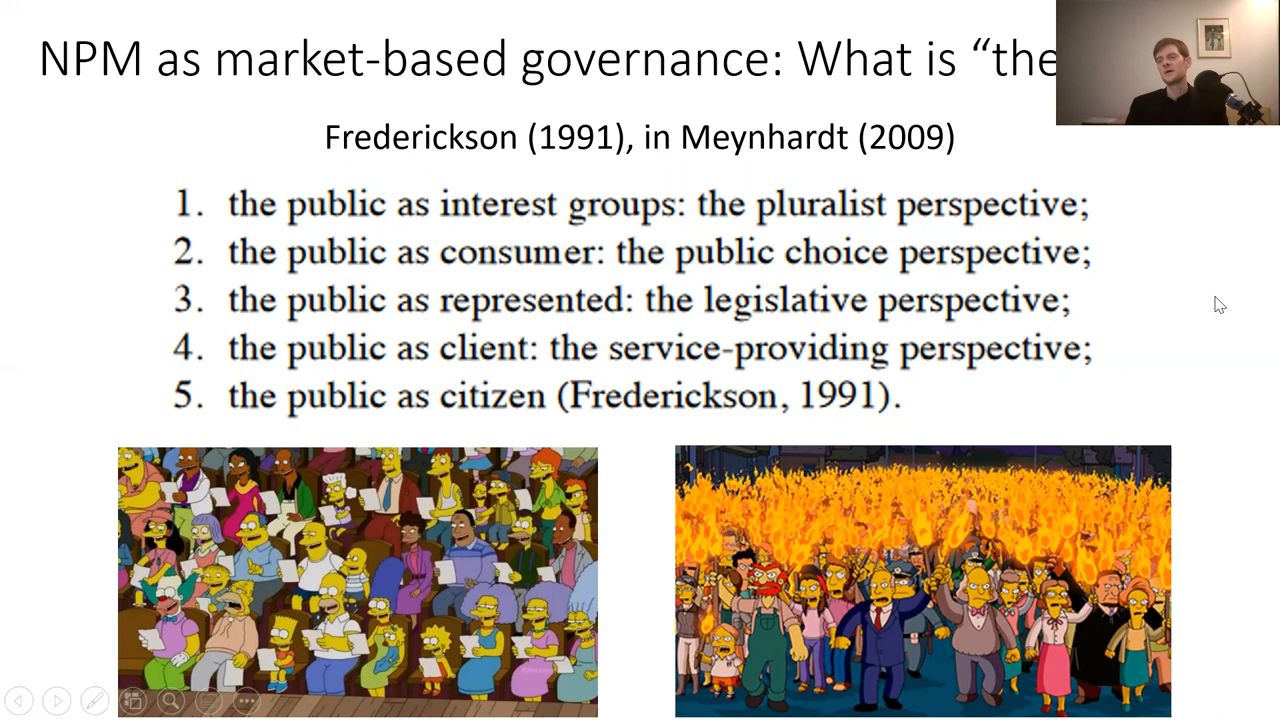 NPM as market-based governance: What is “the
Frederickson (1991), in Meynhardt (2009)
1. the public as interest groups: the pluralist perspective;
2. the public as consumer: the public choice perspective;
3. the public as represented: the legislative perspective;
4. the public as client: the service-providing perspective;
5. the public as citizen (Frederickson, 1991).